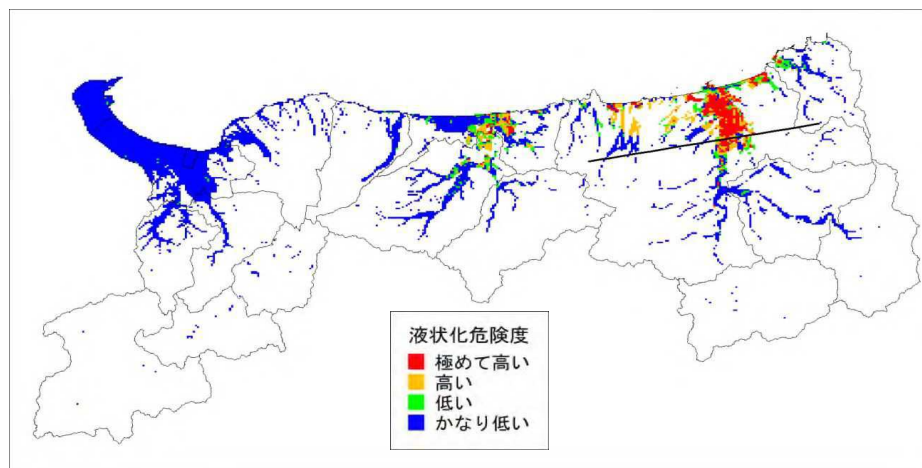 液状化危険度
極めて高い
高い
低い
かなり低い